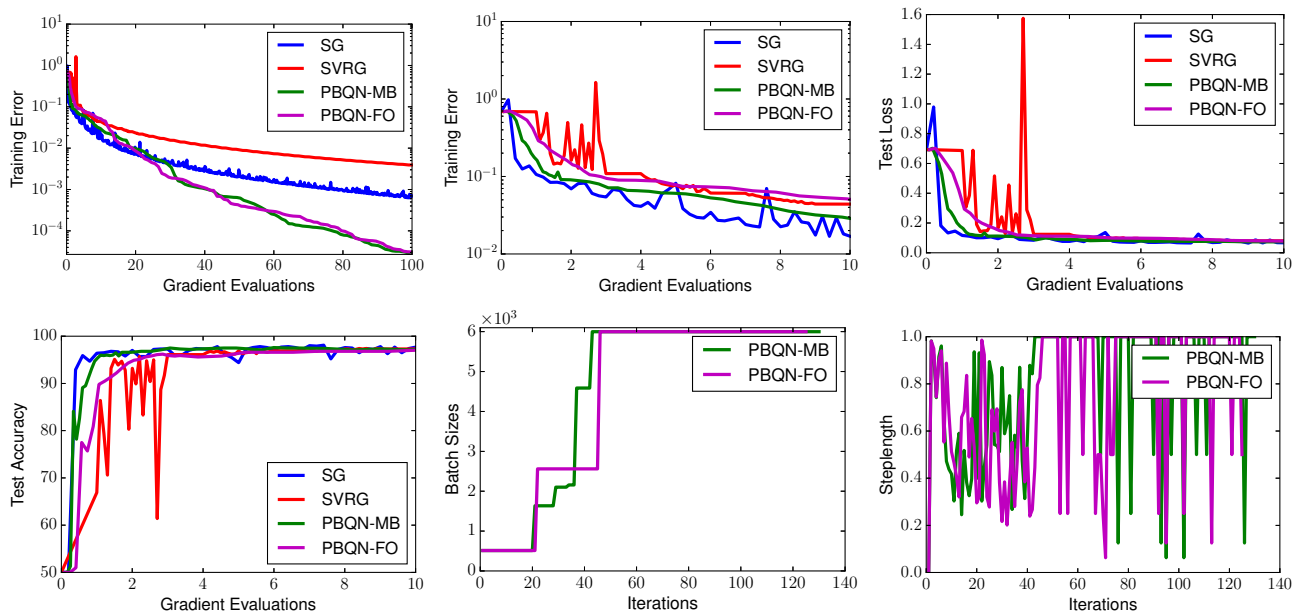 10^1
10^0
10^-1
10^-2
10^-3
10^-4
0 20 40 60 80 100
Training Error
Gradient Evaluations
SG
SVRG
PBQN-MB
PBQN-FO
10^1
10^0
10^-1
10^-2
0 2 4 6 8 10
Training Error
Gradient Evaluations
SG
SVRG
PBQN-MB
PBQN-FO
1.6
1.4
1.2
1.0
0.8
0.6
0.4
0.2
0.0
0 2 4 6 8 10
Test Loss
Gradient Evaluations
SG
SVRG
PBQN-MB
PBQN-FO
100
90
80
70
60
50
0 2 4 6 8 10
Test Accuracy
Gradient Evaluations
SG
SVRG
PBQN-MB
PBQN-FO
×10^3
6
5
4
3
2
1
0
0 20 40 60 80 100 120 140
Batch Sizes
Iterations
PBQN-MB
PBQN-FO
1.0
0.8
0.6
0.4
0.2
0.0
0 20 40 60 80 100 120 140
Steplength
Iterations
PBQN-MB
PBQN-FO